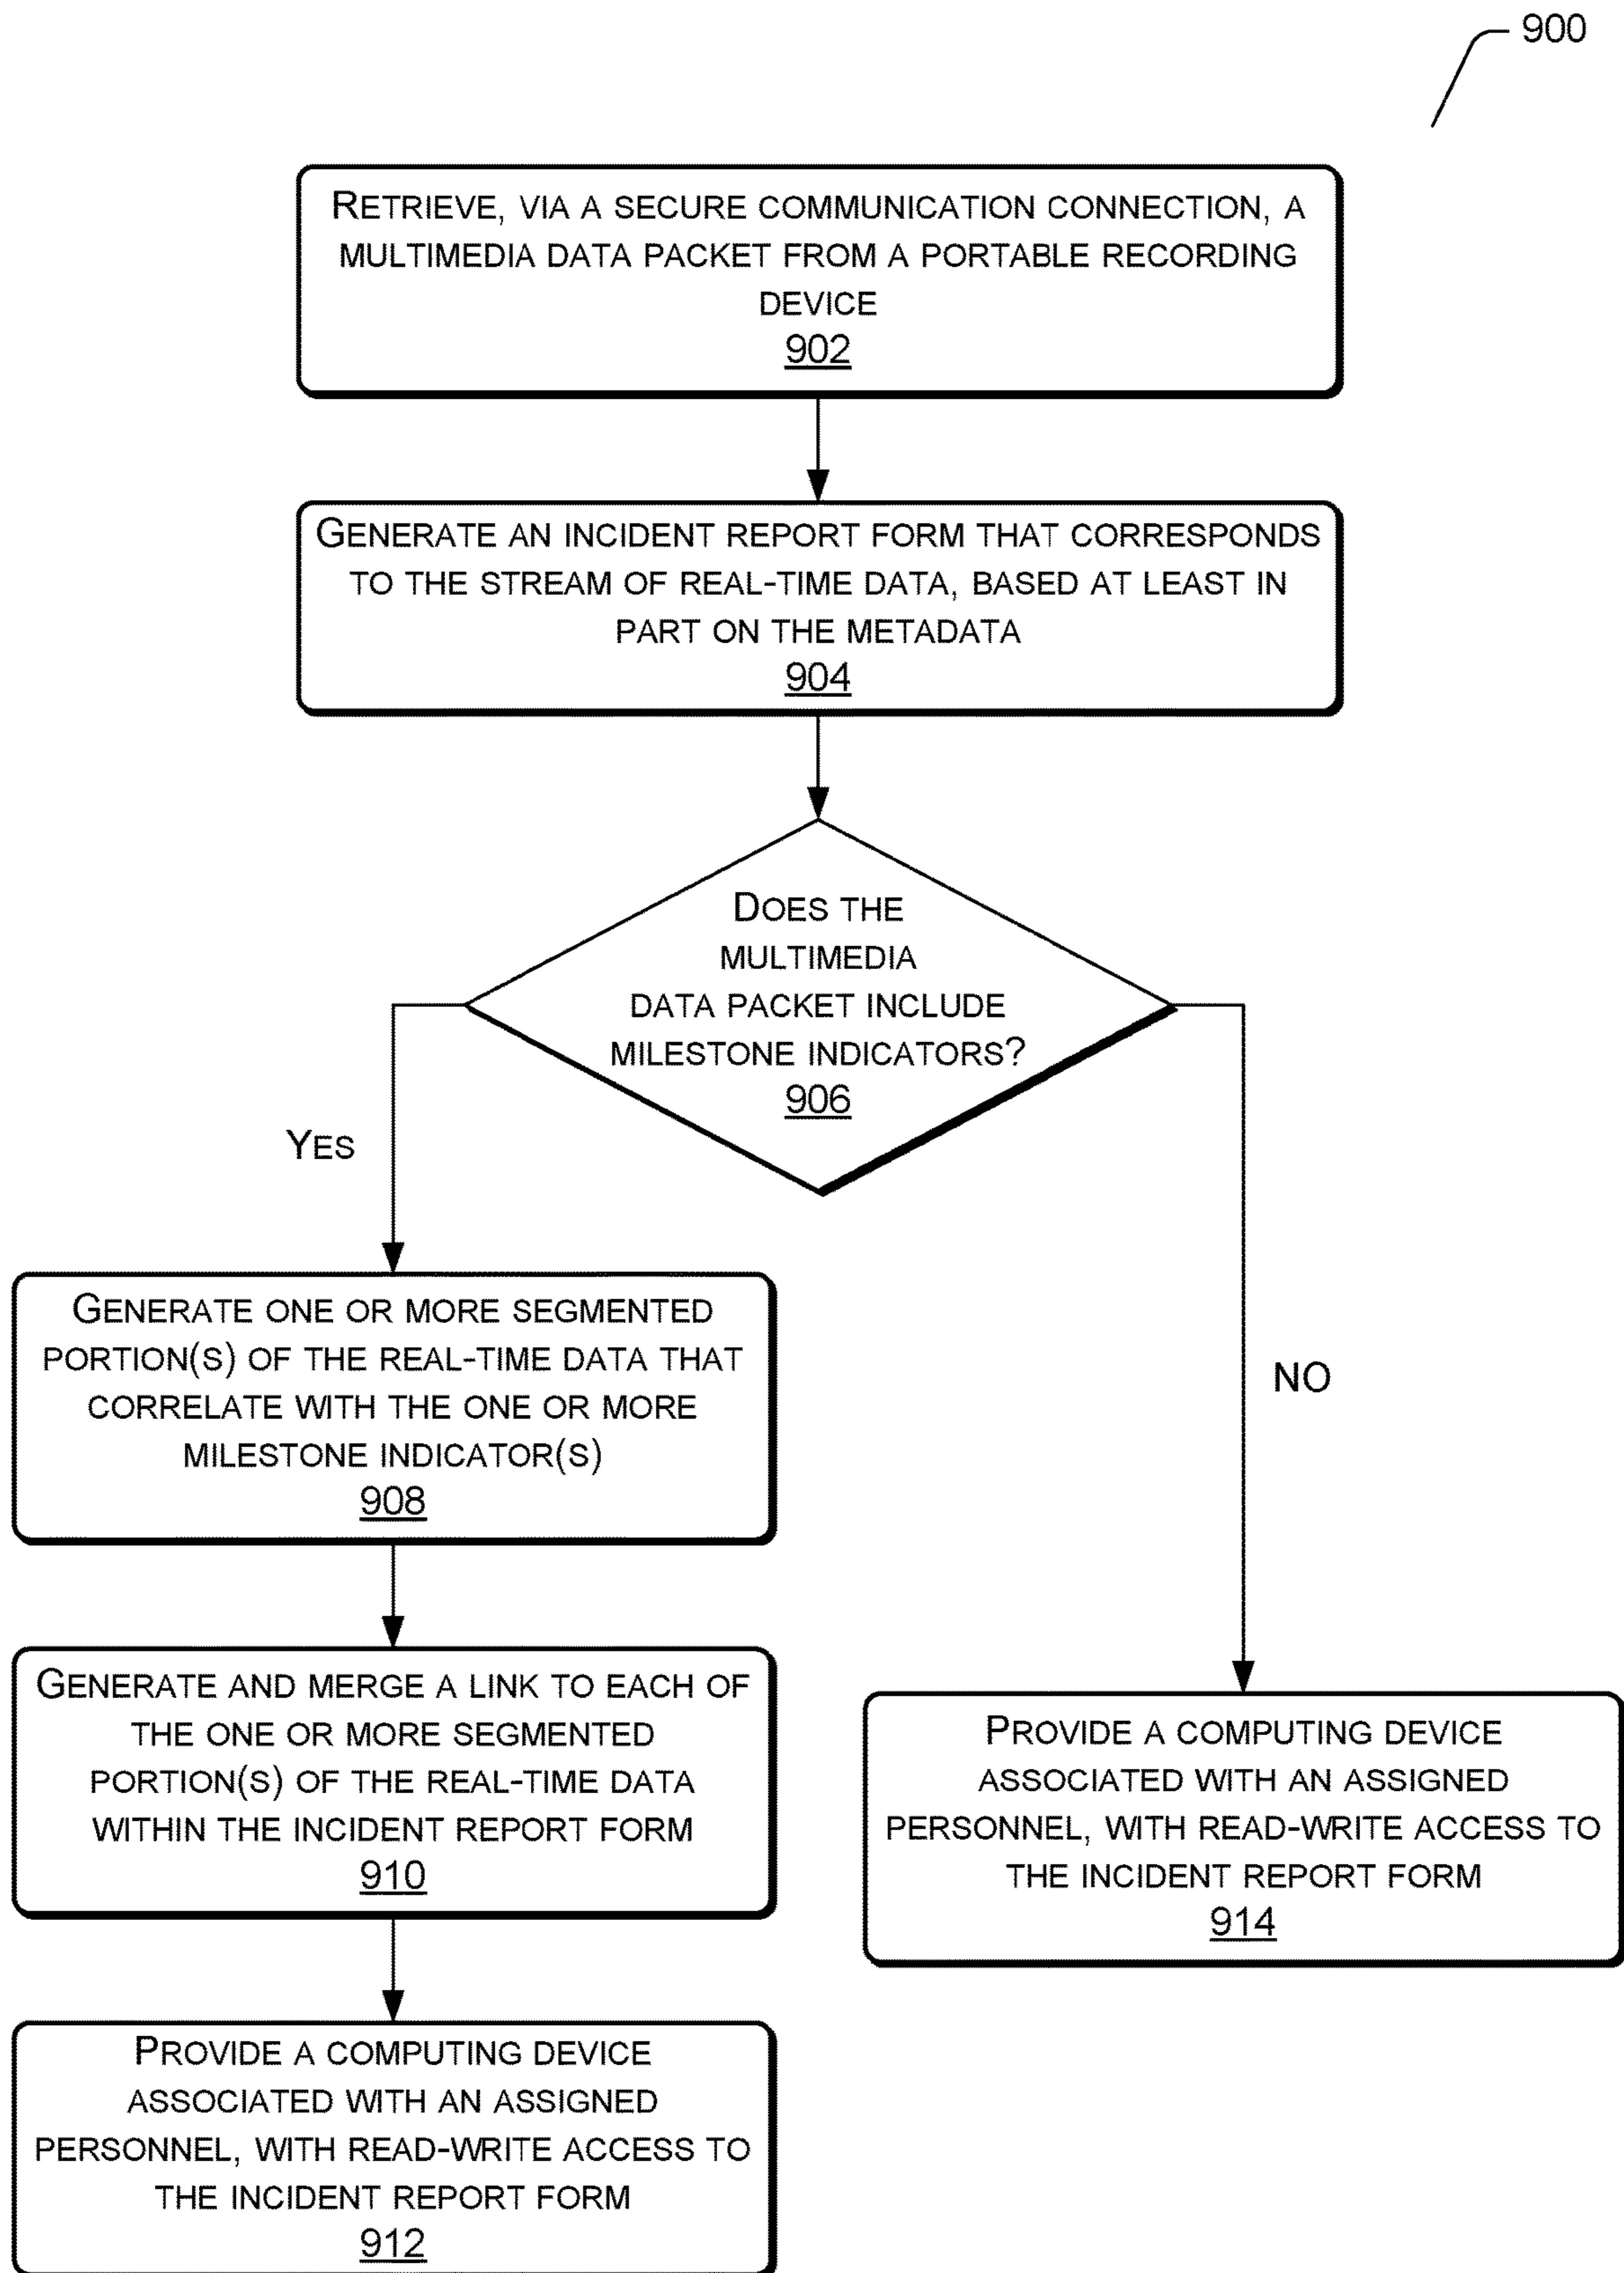 900
RETRIEVE, VIA A SECURE COMMUNICATION CONNECTION, A
MULTIMEDIA DATA PACKET FROM A PORTABLE RECORDING
DEVICE
902
GENERATE AN INCIDENT REPORT FORM THAT CORRESPONDS
TO THE STREAM OF REAL-TIME DATA, BASED AT LEAST IN
PART ON THE METADATA
904
DOES THE
MULTIMEDIA
DATA PACKET INCLUDE
MILESTONE INDICATORS?
906
YES
NO
GENERATE ONE OR MORE SEGMENTED
PORTION(S) OF THE REAL-TIME DATA THAT
CORRELATE WITH THE ONE OR MORE
MILESTONE INDICATOR(S)
908
GENERATE AND MERGE A LINK TO EACH OF
THE ONE OR MORE SEGMENTED
PORTION(S) OF THE REAL-TIME DATA
WITHIN THE INCIDENT REPORT FORM
910
PROVIDE A COMPUTING DEVICE
ASSOCIATED WITH AN ASSIGNED
PERSONNEL, WITH READ-WRITE ACCESS TO
THE INCIDENT REPORT FORM
912
PROVIDE A COMPUTING DEVICE
ASSOCIATED WITH AN ASSIGNED
PERSONNEL, WITH READ-WRITE ACCESS TO
THE INCIDENT REPORT FORM
914